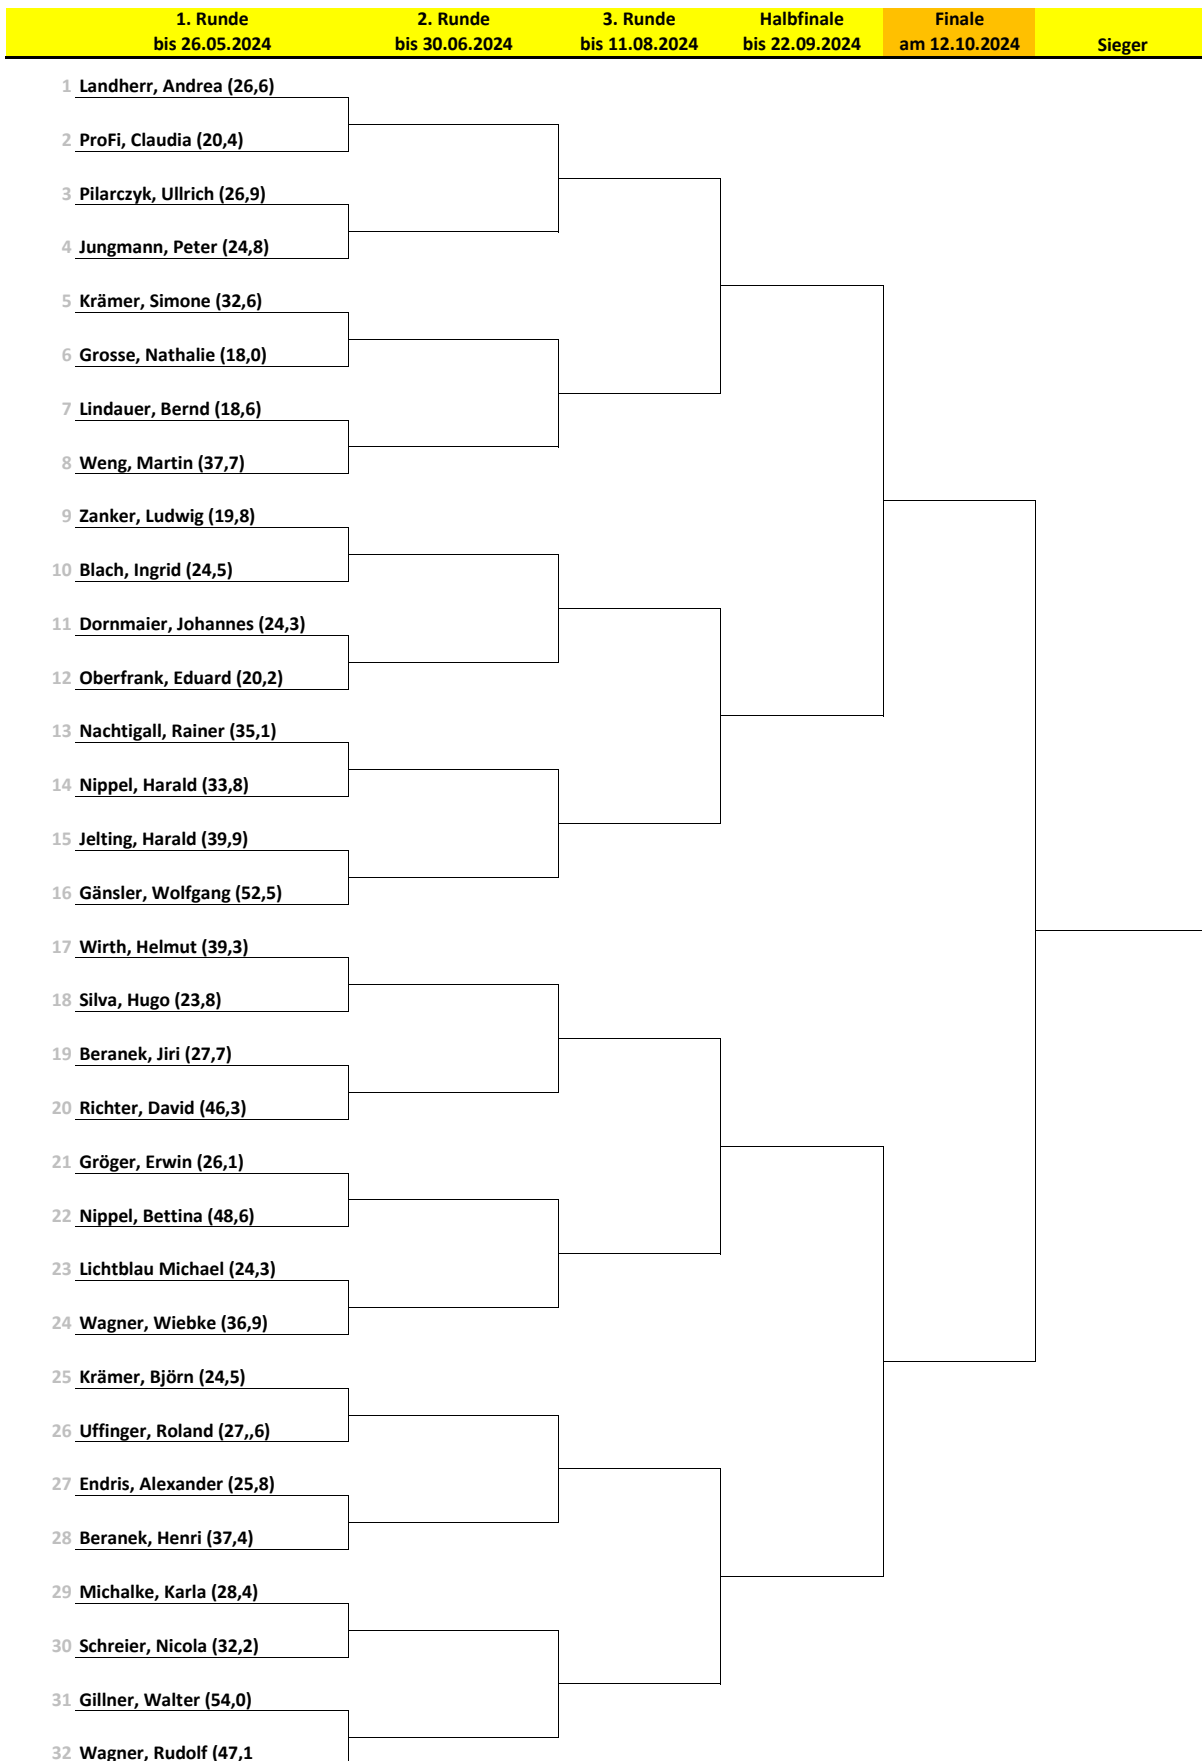 1. Runde
bis 26.05.2024
2. Runde
bis 30.06.2024
3. Runde
bis 11.08.2024
Halbfinale
bis 22.09.2024
Finale
am 12.10.2024
Sieger
1 Landherr, Andrea (26,6)
2 ProFi, Claudia (20,4)
3 Pilarczyk, Ullrich (26,9)
4 Jungmann, Peter (24,8)
5 Krämer, Simone (32,6)
6 Grosse, Nathalie (18,0)
7 Lindauer, Bernd (18,6)
8 Weng, Martin (37,7)
9 Zanker, Ludwig (19,8)
10 Blach, Ingrid (24,5)
11 Dornmaier, Johannes (24,3)
12 Oberfrank, Eduard (20,2)
13 Nachtigall, Rainer (35,1)
14 Nippel, Harald (33,8)
15 Jelting, Harald (39,9)
16 Gänsler, Wolfgang (52,5)
17 Wirth, Helmut (39,3)
18 Silva, Hugo (23,8)
19 Beranek, Jiri (27,7)
20 Richter, David (46,3)
21 Gröger, Erwin (26,1)
22 Nippel, Bettina (48,6)
23 Lichtblau Michael (24,3)
24 Wagner, Wiebke (36,9)
25 Krämer, Björn (24,5)
26 Uffinger, Roland (27,,6)
27 Endris, Alexander (25,8)
28 Beranek, Henri (37,4)
29 Michalke, Karla (28,4)
30 Schreier, Nicola (32,2)
31 Gillner, Walter (54,0)
32 Wagner, Rudolf (47,1